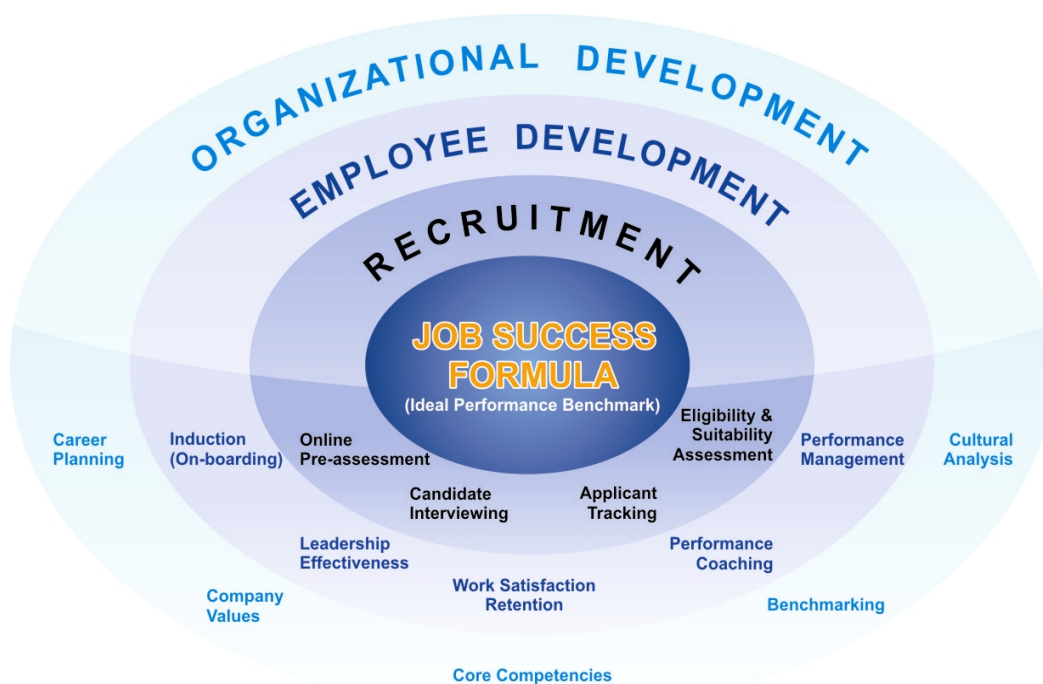 ORGANIZATIONAL DEVELOPMENT
EMPLOYEE DEVELOPMENT
RECRUITMENT
JOB SUCCESS
FORMULA
(Ideal Performance Benchmark)
Career
Planning
Induction
(On-boarding)
Online
Pre-assessment
Eligibility &
Suitability
Assessment
Performance
Management
Cultural
Analysis
Candidate
Interviewing
Applicant
Tracking
Leadership
Effectiveness
Performance
Coaching
Work Satisfaction
Retention
Company
Values
Benchmarking
Core Competencies